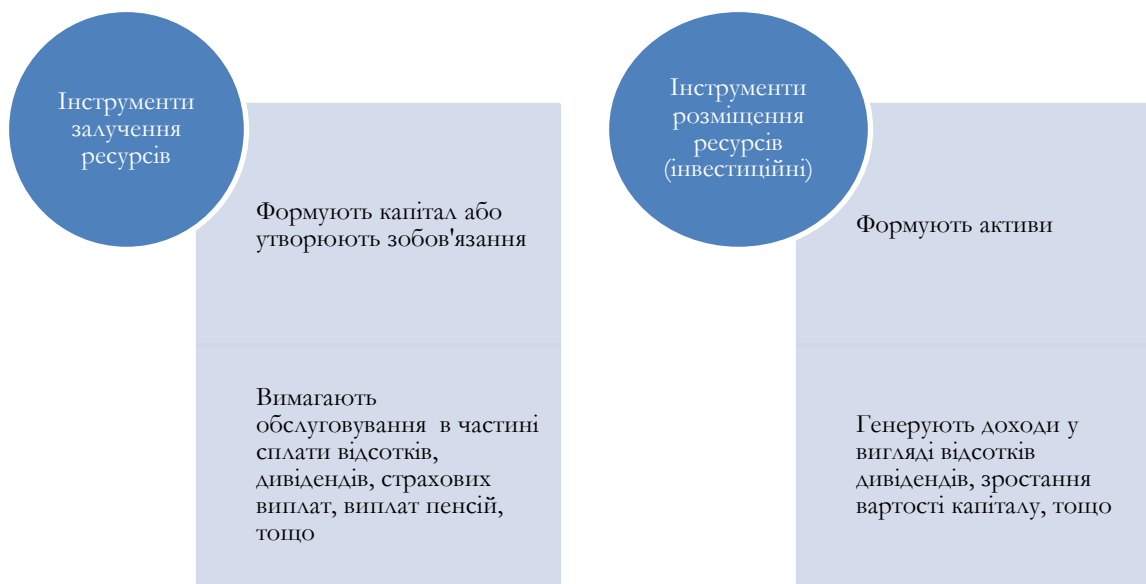 Інструменти
залучення
ресурсів
Формують капітал або
утворюють зобов'язання
Вимагають
обслуговування в частині
сплати відсотків,
дивідендів, страхових
виплат, виплат пенсій,
тощо
Інструменти
розміщення
ресурсів
(інвестиційні)
Формують активи
Генерують доходи у
вигляді відсотків
дивідендів, зростання
вартості капіталу, тощо